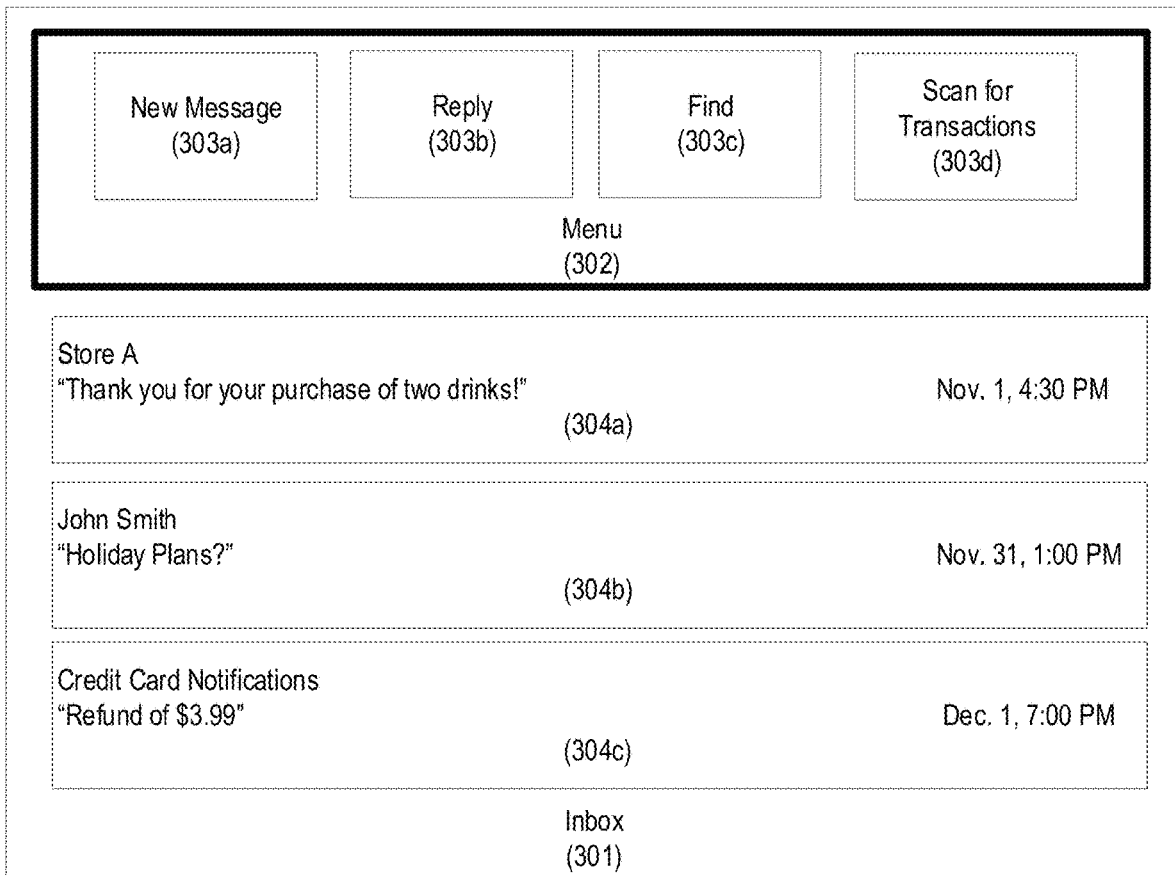 New Message
(303a)
Reply
(303b)
Find
(303c)
Scan for
Transactions
(303d)
Menu
(302)
Store A
“Thank you for your purchase of two drinks!”
Nov. 1, 4:30 PM
(304a)
John Smith
“Holiday Plans?”
Nov. 31, 1:00 PM
(304b)
Credit Card Notifications
“Refund of $3.99”
Dec. 1, 7:00 PM
(304c)
Inbox
(301)